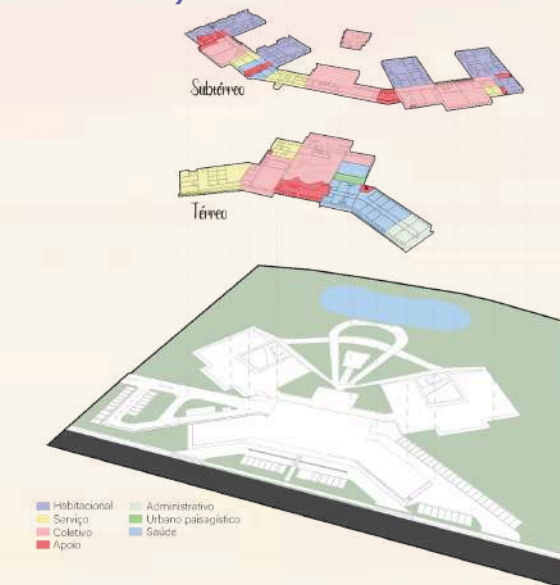 Subtérreo
Térreo
Habitacional
Serviço
Coletivo
Apoio
Administrativo
Urbano paisagístico
Saúde